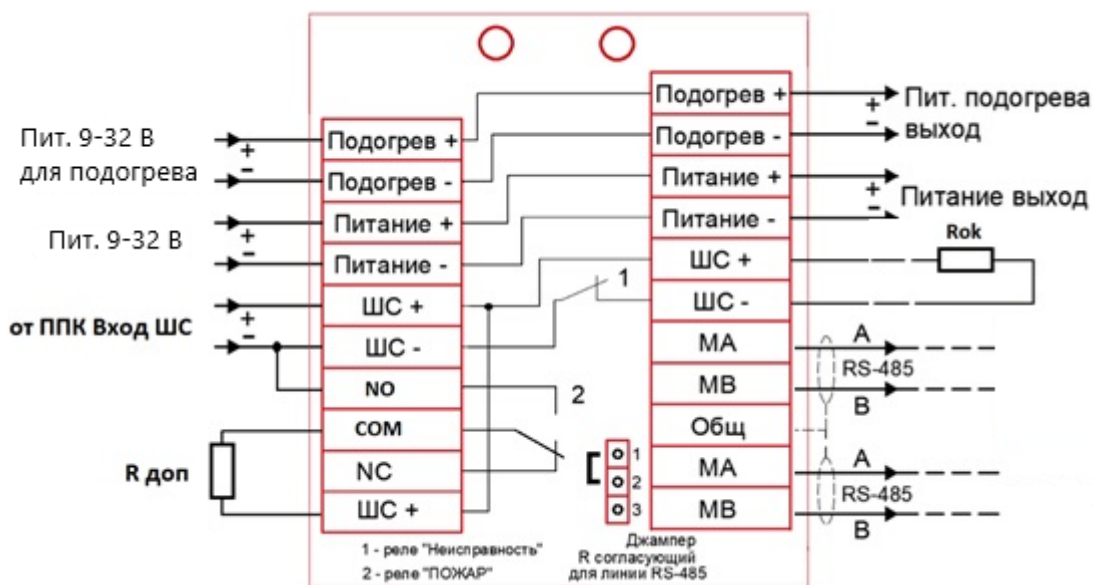 Пит. 9-32 В
для подогрева
+
−
Пит. 9-32 В
+
−
от ППК Вход ШС
+
−
R доп
Подогрев +
Подогрев -
Питание +
Питание -
ШС +
ШС -
NO
COM
NC
ШС +
1
2
1 - реле "Неисправность"
2 - реле "ПОЖАР"
1
2
3
Джампер
R согласующий
для линии RS-485
Подогрев +
Подогрев -
Питание +
Питание -
ШС +
ШС -
МА
МВ
Общ
МА
МВ
+
−
Пит. подогрева
выход
+
−
Питание выход
Rok
A
RS-485
B
A
RS-485
B